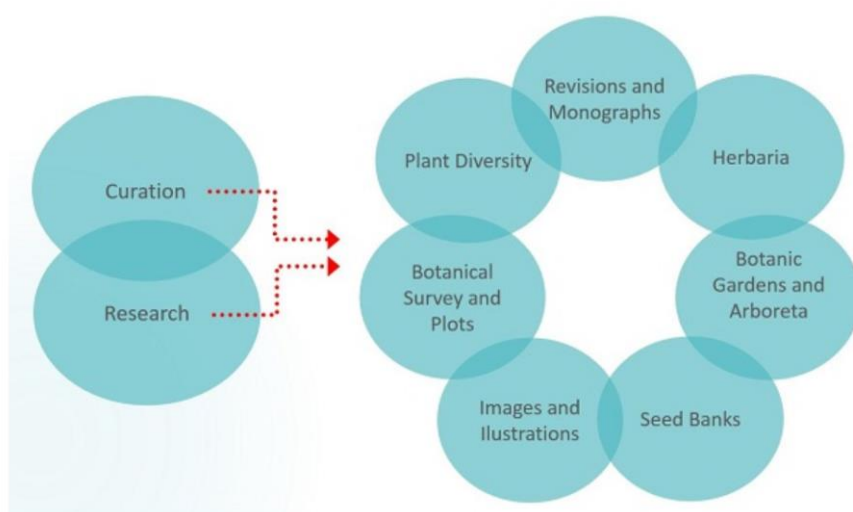 Curation
Research
Revisions and
Monographs
Herbaria
Botanic
Gardens and
Arboreta
Seed Banks
Images and
Ilustrations
Botanical
Survey and
Plots
Plant Diversity